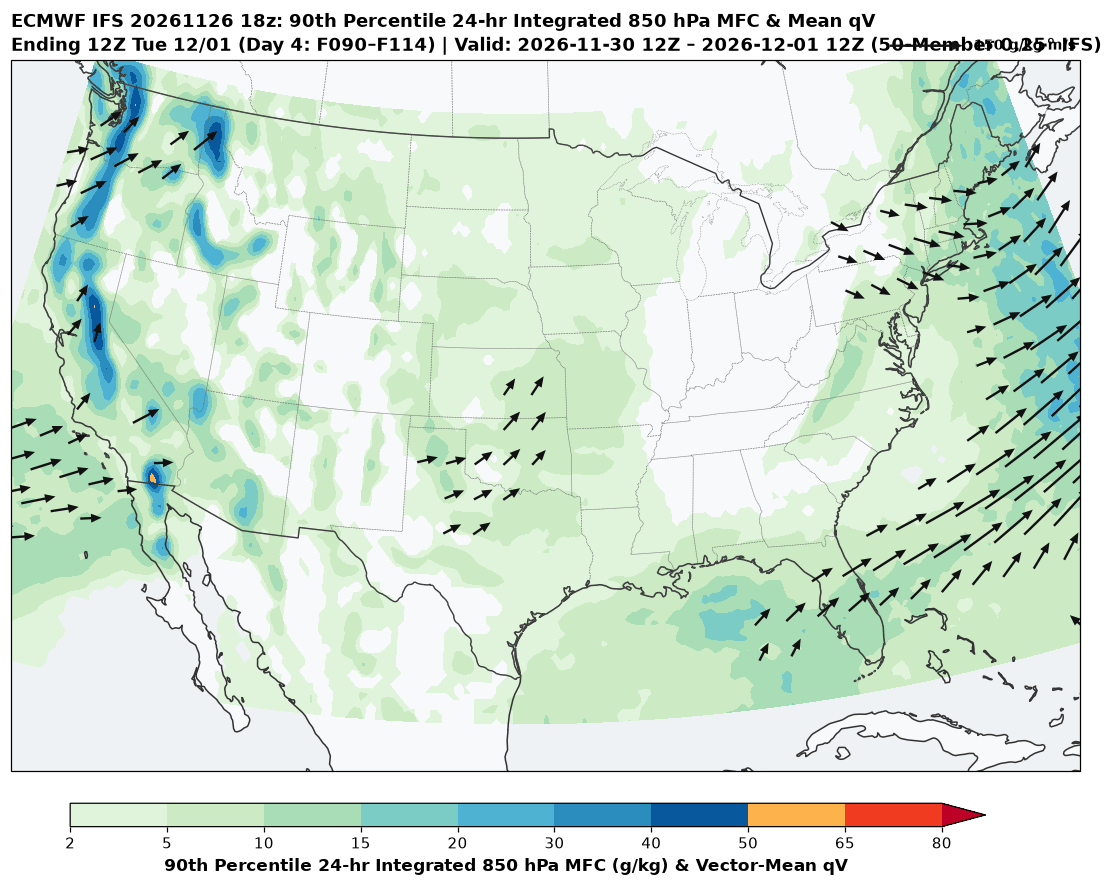 ECMWF IFS 20261126 18z: 90th Percentile 24-hr Integrated 850 hPa MFC & Mean qV
Ending 12Z Tue 12/01 (Day 4: F090–F114) | Valid: 2026-11-30 12Z – 2026-12-01 12Z (50-Member 0.25° IFS)
150 g/kg·m/s
2 5 10 15 20 30 40 50 65 80
90th Percentile 24-hr Integrated 850 hPa MFC (g/kg) & Vector-Mean qV